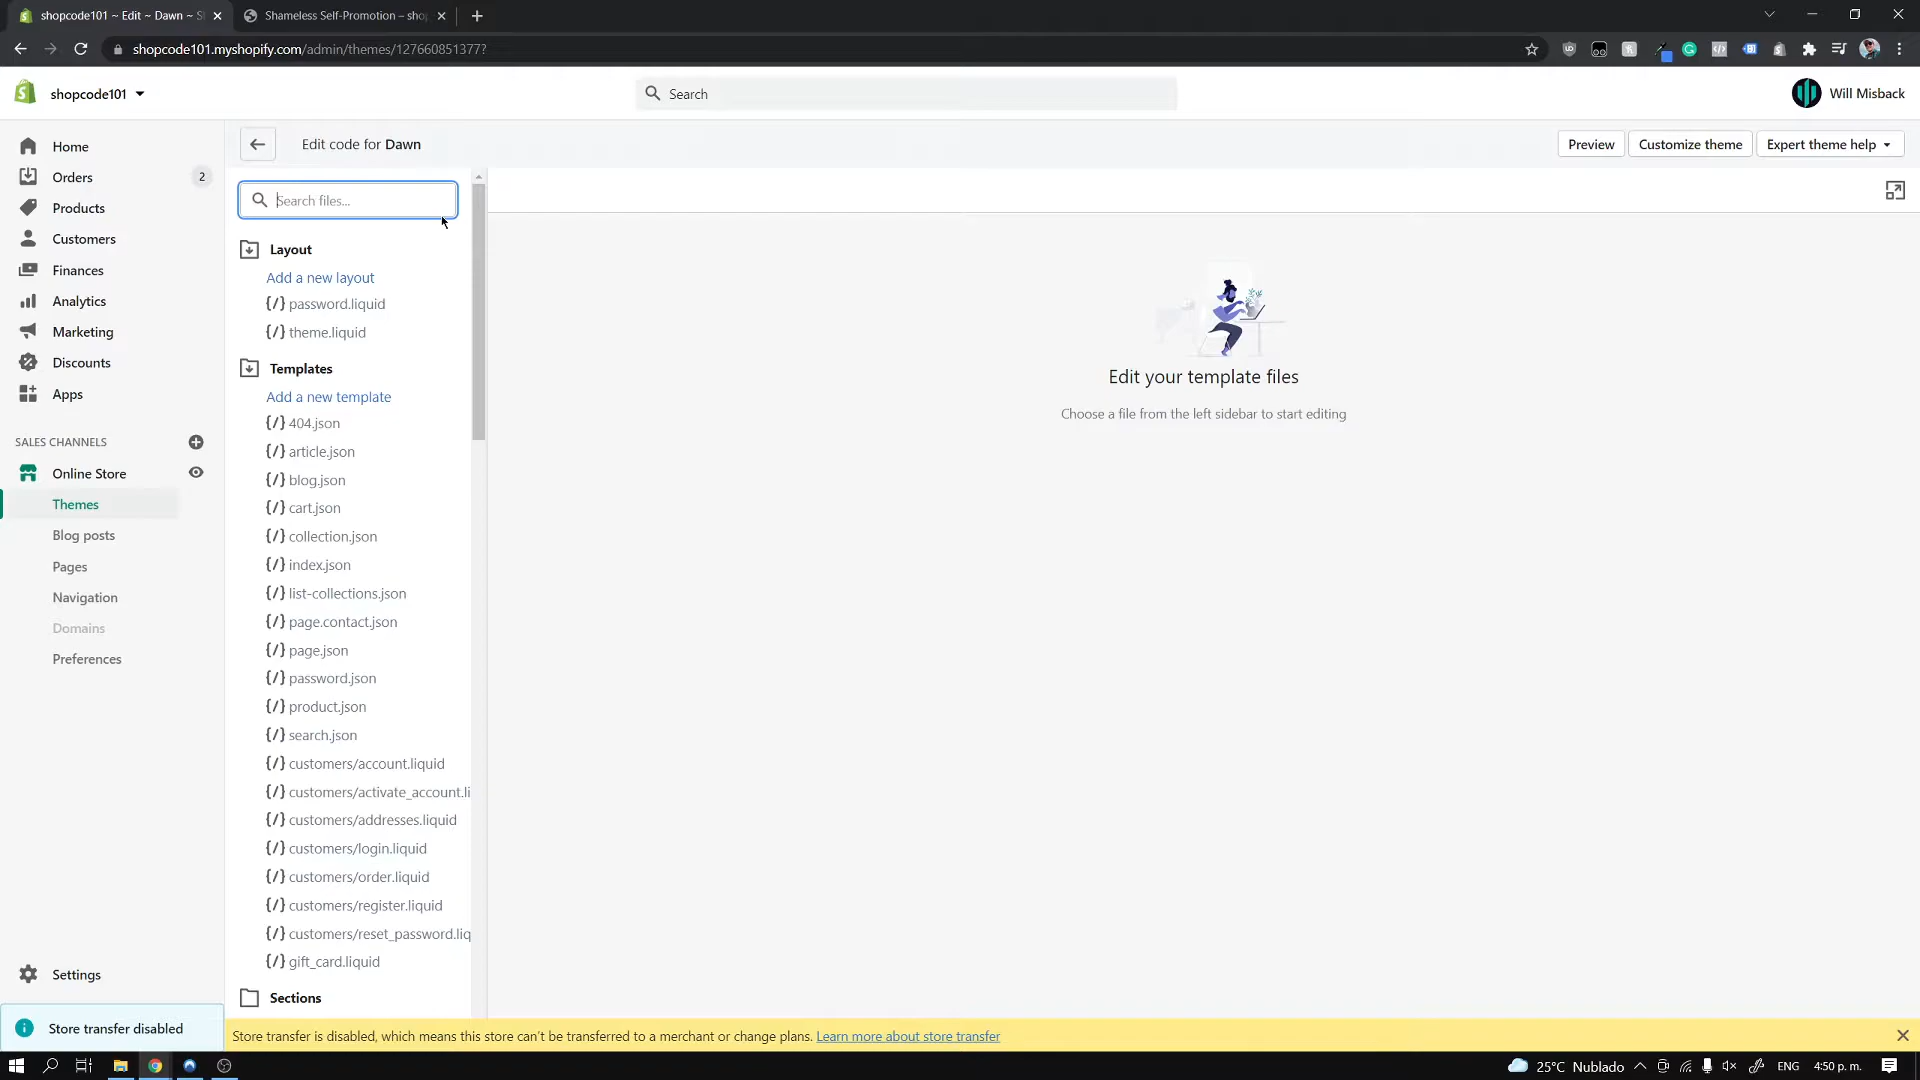 shopcode101 ~ Edit ~ Dawn ~ S
Shameless Self-Promotion – shop
shopcode101.myshopify.com/admin/themes/127660851377?
shopcode101
Search
Will Misback
Home
Orders
2
Products
Customers
Finances
Analytics
Marketing
Discounts
Apps
SALES CHANNELS
Online Store
Themes
Blog posts
Pages
Navigation
Domains
Preferences
Settings
Store transfer disabled
Edit code for Dawn
Preview
Customize theme
Expert theme help
Search files...
Layout
Add a new layout
{/} password.liquid
{/} theme.liquid
Templates
Add a new template
{/} 404.json
{/} article.json
{/} blog.json
{/} cart.json
{/} collection.json
{/} index.json
{/} list-collections.json
{/} page.contact.json
{/} page.json
{/} password.json
{/} product.json
{/} search.json
{/} customers/account.liquid
{/} customers/activate_account.li
{/} customers/addresses.liquid
{/} customers/login.liquid
{/} customers/order.liquid
{/} customers/register.liquid
{/} customers/reset_password.liq
{/} gift_card.liquid
Sections
Edit your template files
Choose a file from the left sidebar to start editing
Store transfer is disabled, which means this store can't be transferred to a merchant or change plans. Learn more about store transfer
25°C Nublado
ENG
4:50 p. m.